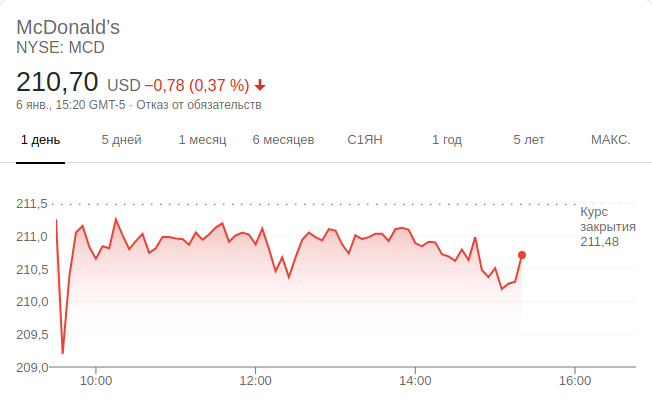 McDonald’s
NYSE: MCD
210,70 USD −0,78 (0,37 %)
6 янв., 15:20 GMT-5 · Отказ от обязательств
1 день 5 дней 1 месяц 6 месяцев С1ЯН 1 год 5 лет МАКС.
211,5
Курс
закрытия
211,48
211,0
210,5
210,0
209,5
209,0
10:00 12:00 14:00 16:00